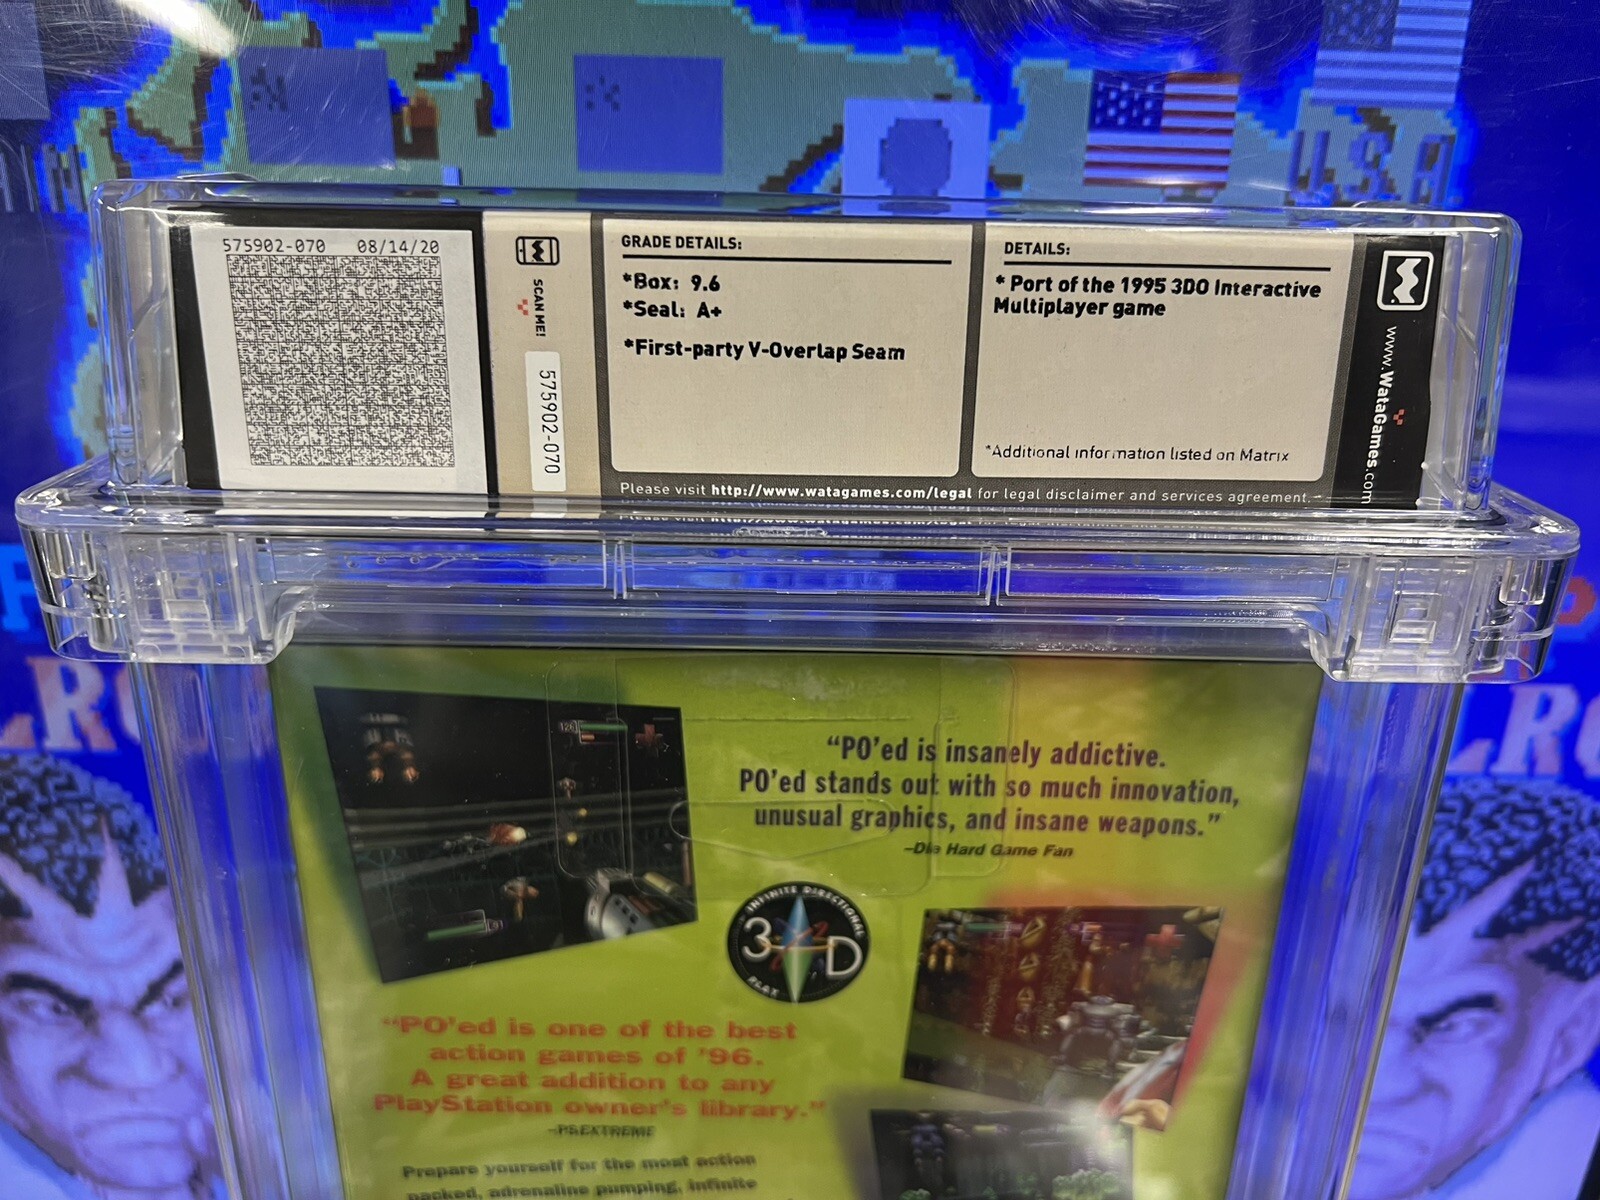 U.S.A
575902-070 08/14/20
SCAN ME!
575902-070
GRADE DETAILS:
*Box: 9.6
*Seal: A+
*First-party V-Overlap Seam
DETAILS:
* Port of the 1995 3DO Interactive
Multiplayer game
*Additional information listed on Matrix
www.WataGames.com
Please visit http://www.watagames.com/legal for legal disclaimer and services agreement.
“PO’ed is insanely addictive.
PO’ed stands out with so much innovation,
unusual graphics, and insane weapons.”
–Die Hard Game Fan
INFINITE DIRECTIONAL
3 D
PLAY
“PO’ed is one of the best
action games of ’96.
A great addition to any
PlayStation owner’s library.”
–P.S.EXTREME
Prepare yourself for the most action
packed, adrenaline pumping, infinite